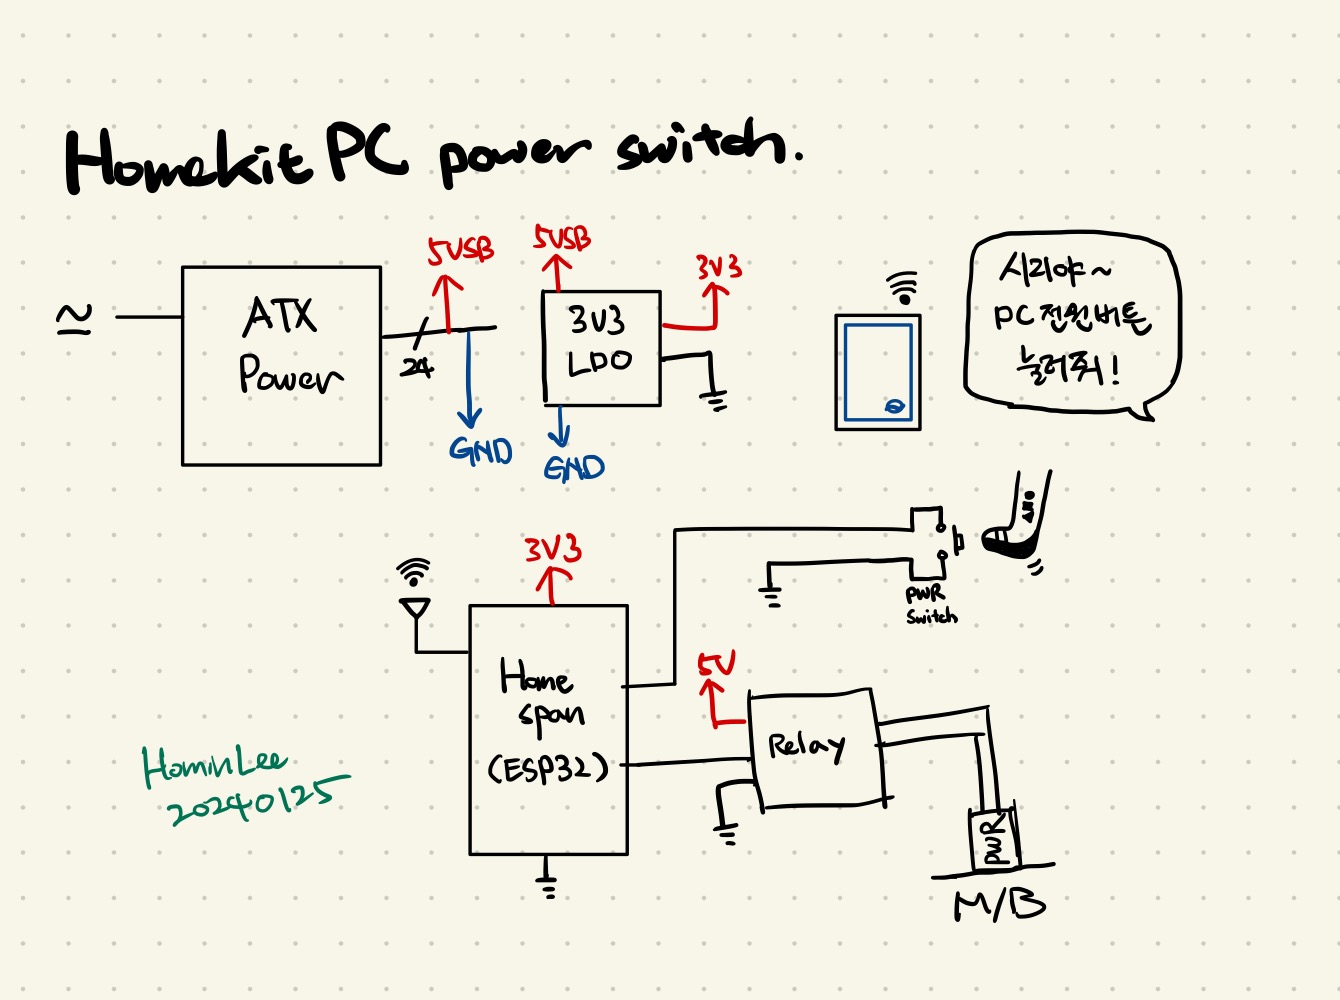 Homekit PC power switch.
ATX
Power
24
5VSB
GND
5VSB
3V3
LDO
GND
3V3
시리야~
PC 전원버튼
눌러줘!
PWR
Switch
3V3
Home
span
(ESP32)
5V
Relay
PWR
M/B
HominLee
20240125